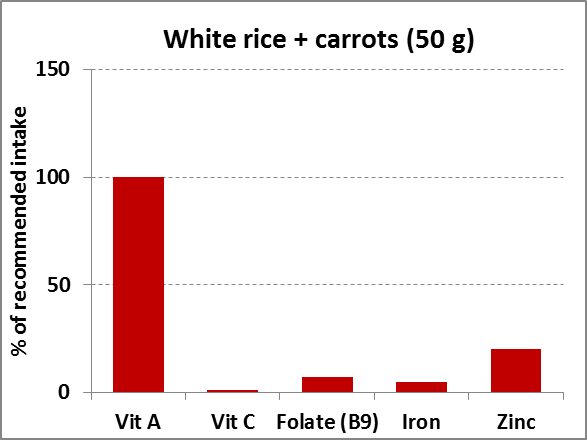 White rice + carrots (50 g)
% of recommended intake
150
100
50
0
Vit A
Vit C
Folate (B9)
Iron
Zinc